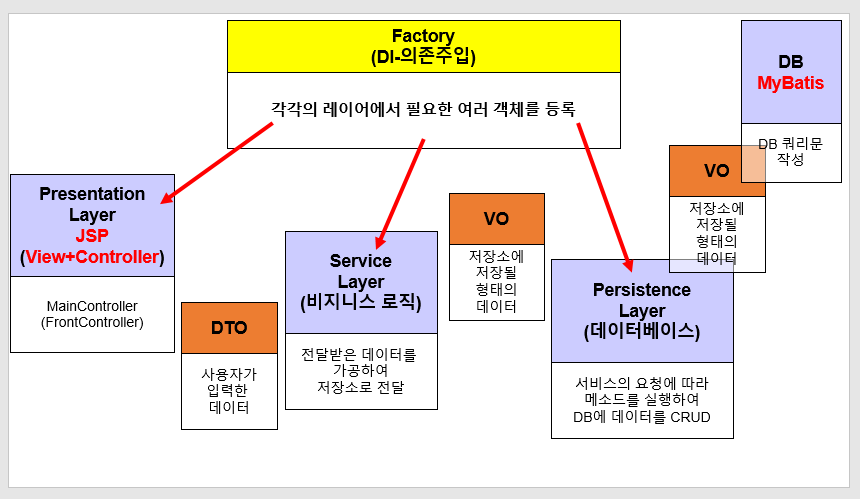 Factory
(DI-의존주입)
각각의 레이어에서 필요한 여러 객체를 등록
DB
MyBatis
DB 쿼리문
작성
Presentation
Layer
JSP
(View+Controller)
MainController
(FrontController)
DTO
사용자가
입력한
데이터
Service
Layer
(비지니스 로직)
전달받은 데이터를
가공하여
저장소로 전달
VO
저장소에
저장될
형태의
데이터
Persistence
Layer
(데이터베이스)
서비스의 요청에 따라
메소드를 실행하여
DB에 데이터를 CRUD
VO
저장소에
저장될
형태의
데이터